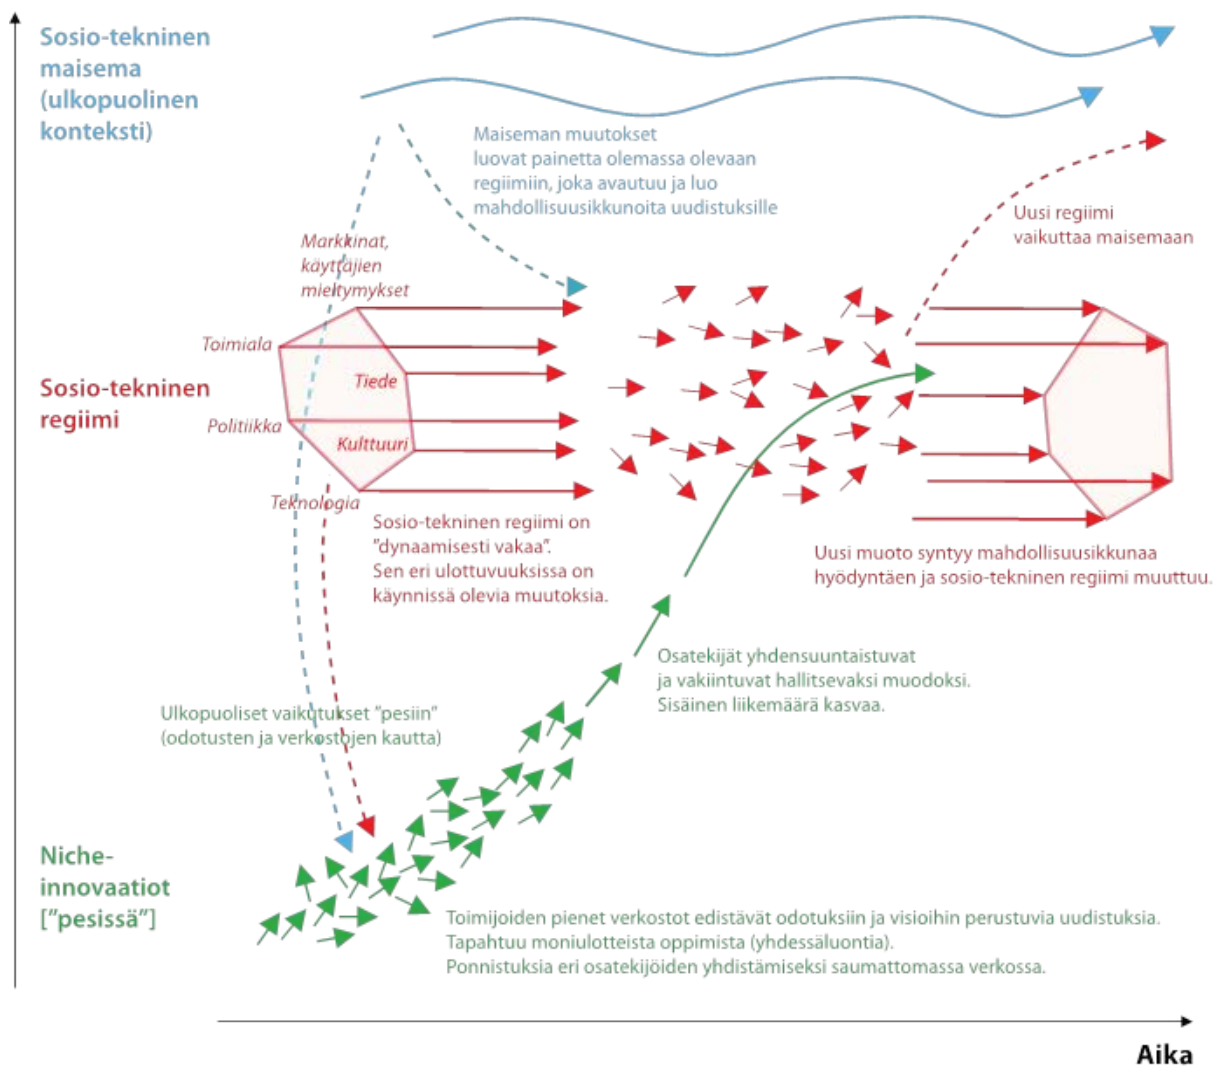 Sosio-tekninen
maisema
(ulkopuolinen
konteksti)
Maiseman muutokset
luovat painetta olemassa olevaan
regiimiin, joka avautuu ja luo
mahdollisuusikkunoita uudistuksille
Uusi regiimi
vaikuttaa maisemaan
Markkinat,
käyttäjien
mieltymykset
Toimiala
Tiede
Sosio-tekninen
regiimi
Politiikka
Kulttuuri
Teknologia
Sosio-tekninen regiimi on
”dynaamisesti vakaa”.
Sen eri ulottuvuuksissa on
käynnissä olevia muutoksia.
Uusi muoto syntyy mahdollisuusikkunaa
hyödyntäen ja sosio-tekninen regiimi muuttuu.
Osatekijät yhdensuuntaistuvat
ja vakiintuvat hallitsevaksi muodoksi.
Sisäinen liikemäärä kasvaa.
Ulkopuoliset vaikutukset ”pesiin”
(odotusten ja verkostojen kautta)
Niche-
innovaatiot
[”pesissä”]
Toimijoiden pienet verkostot edistävät odotuksiin ja visioihin perustuvia uudistuksia.
Tapahtuu moniulotteista oppimista (yhdessäluontia).
Ponnistuksia eri osatekijöiden yhdistämiseksi saumattomassa verkossa.
Aika